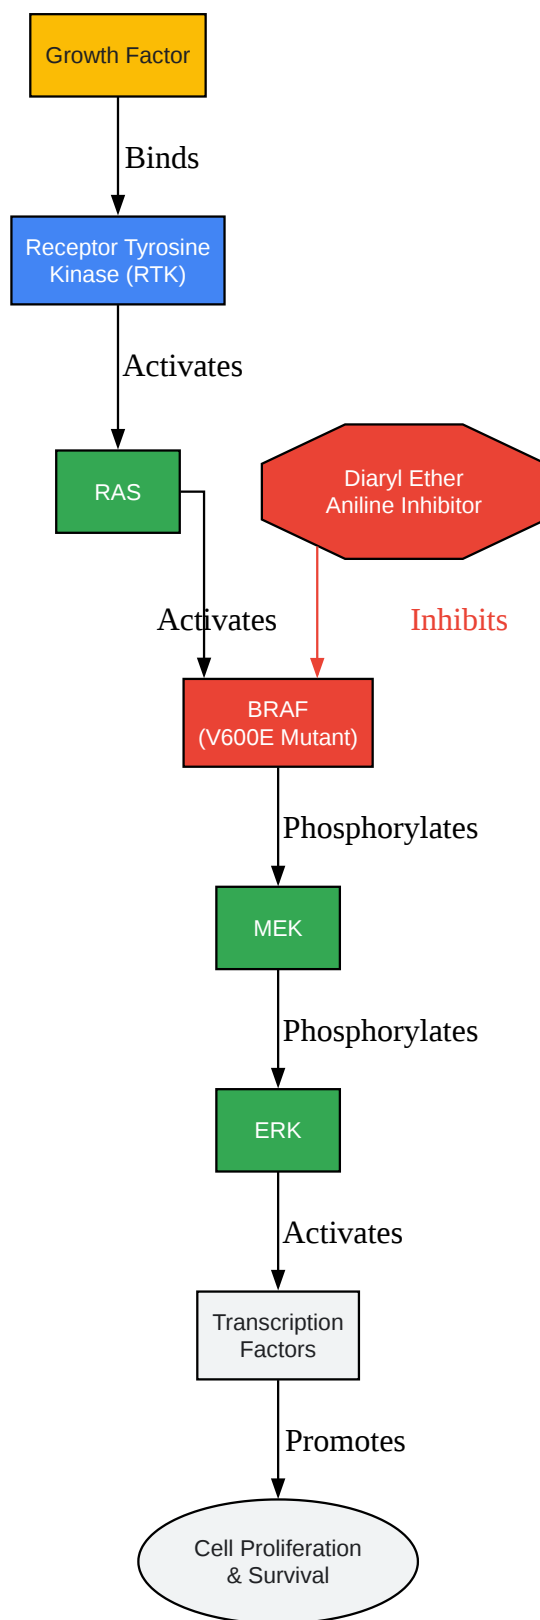 Growth Factor
Binds
Receptor Tyrosine
Kinase (RTK)
Activates
RAS
Diaryl Ether
Aniline Inhibitor
Activates
Inhibits
BRAF
(V600E Mutant)
Phosphorylates
MEK
Phosphorylates
ERK
Activates
Transcription
Factors
Promotes
Cell Proliferation
& Survival